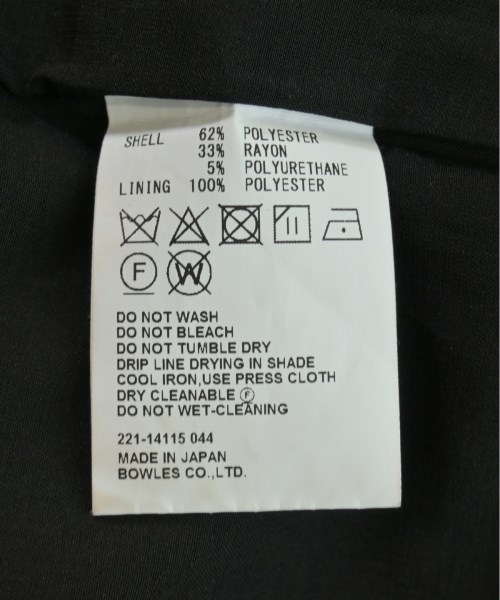 SHELL 62% POLYESTER
33% RAYON
5% POLYURETHANE
LINING 100% POLYESTER
F W
DO NOT WASH
DO NOT BLEACH
DO NOT TUMBLE DRY
DRIP LINE DRYING IN SHADE
COOL IRON,USE PRESS CLOTH
DRY CLEANABLE Ⓕ
DO NOT WET-CLEANING
221-14115 044
MADE IN JAPAN
BOWLES CO.,LTD.